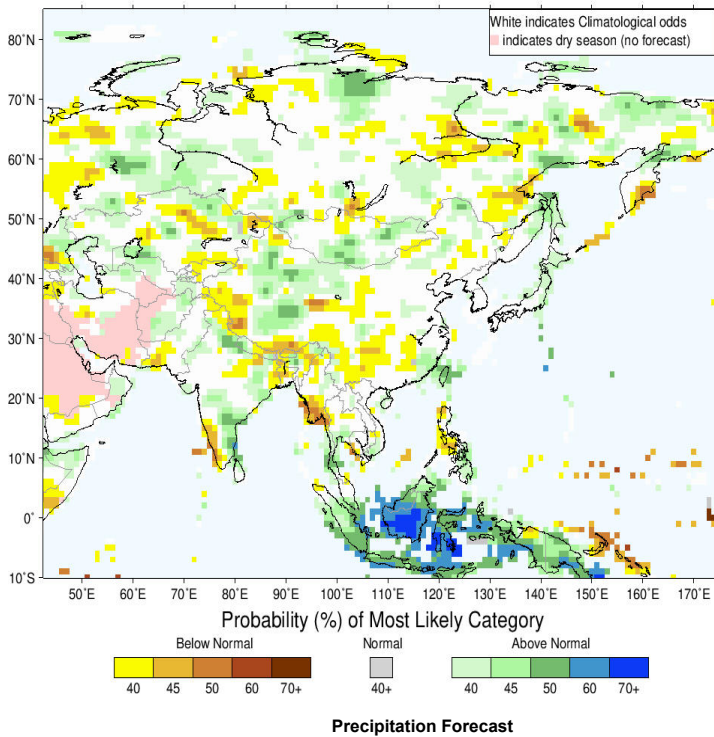 White indicates Climatological odds
indicates dry season (no forecast)
80˚N
70˚N
60˚N
50˚N
40˚N
30˚N
20˚N
10˚N
0˚
10˚S
50˚E 60˚E 70˚E 80˚E 90˚E 100˚E 110˚E 120˚E 130˚E 140˚E 150˚E 160˚E 170˚E
Probability (%) of Most Likely Category
Below Normal Normal Above Normal
40 45 50 60 70+ 40+ 40 45 50 60 70+
Precipitation Forecast